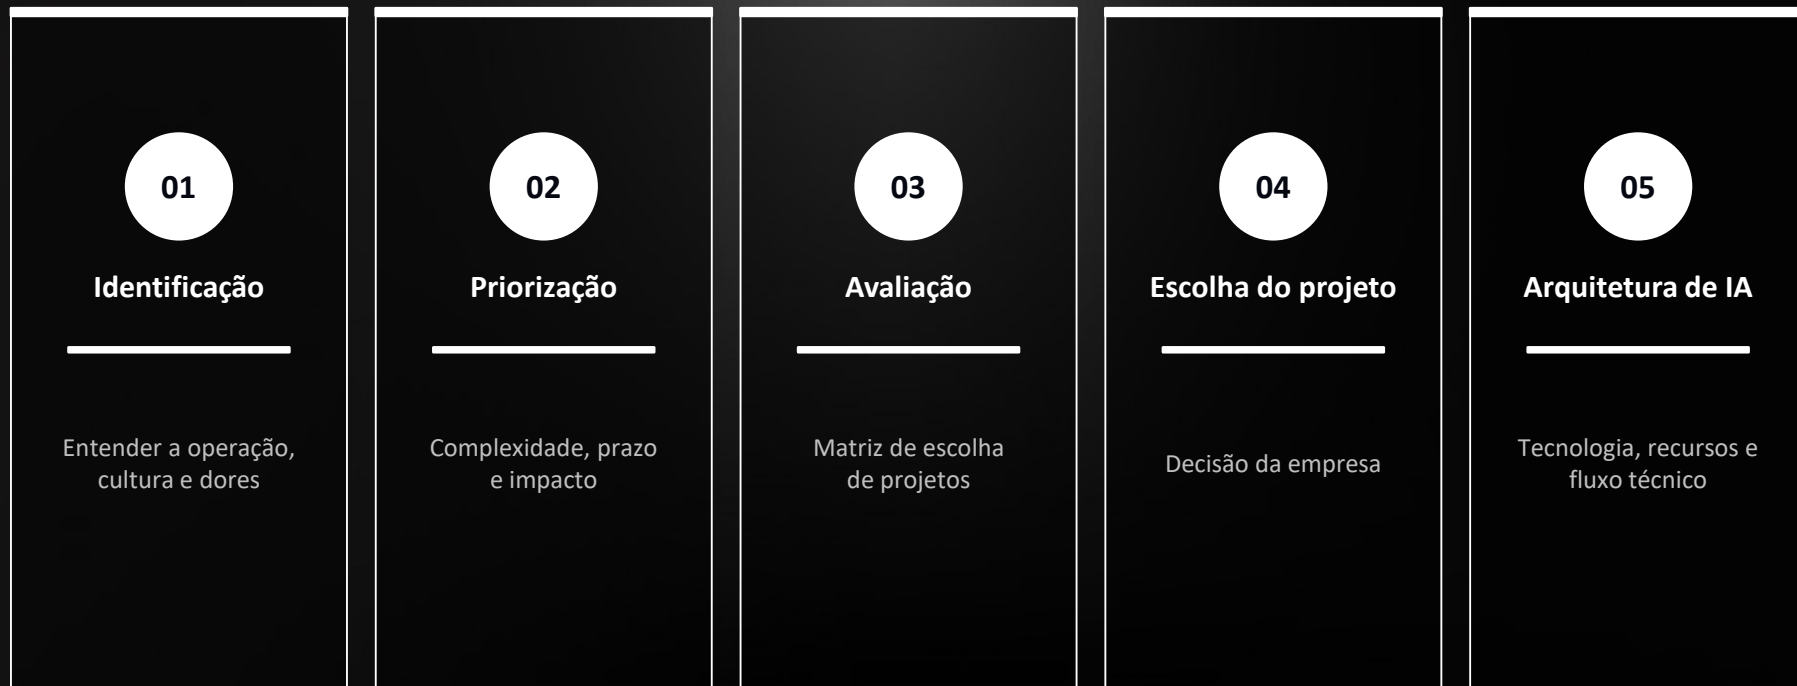 01
Identificação
Entender a operação,
cultura e dores
02
Priorização
Complexidade, prazo
e impacto
03
Avaliação
Matriz de escolha
de projetos
04
Escolha do projeto
Decisão da empresa
05
Arquitetura de IA
Tecnologia, recursos e
fluxo técnico